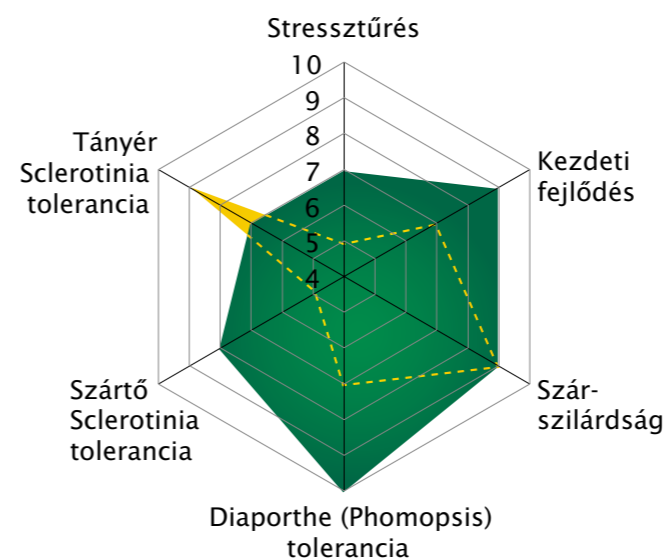 Stressztűrés
10
9
8
7
6
5
4
Kezdeti
fejlődés
Szár-
szilárdság
Diaporthe (Phomopsis)
tolerancia
Szártő
Sclerotinia
tolerancia
Tányér
Sclerotinia
tolerancia